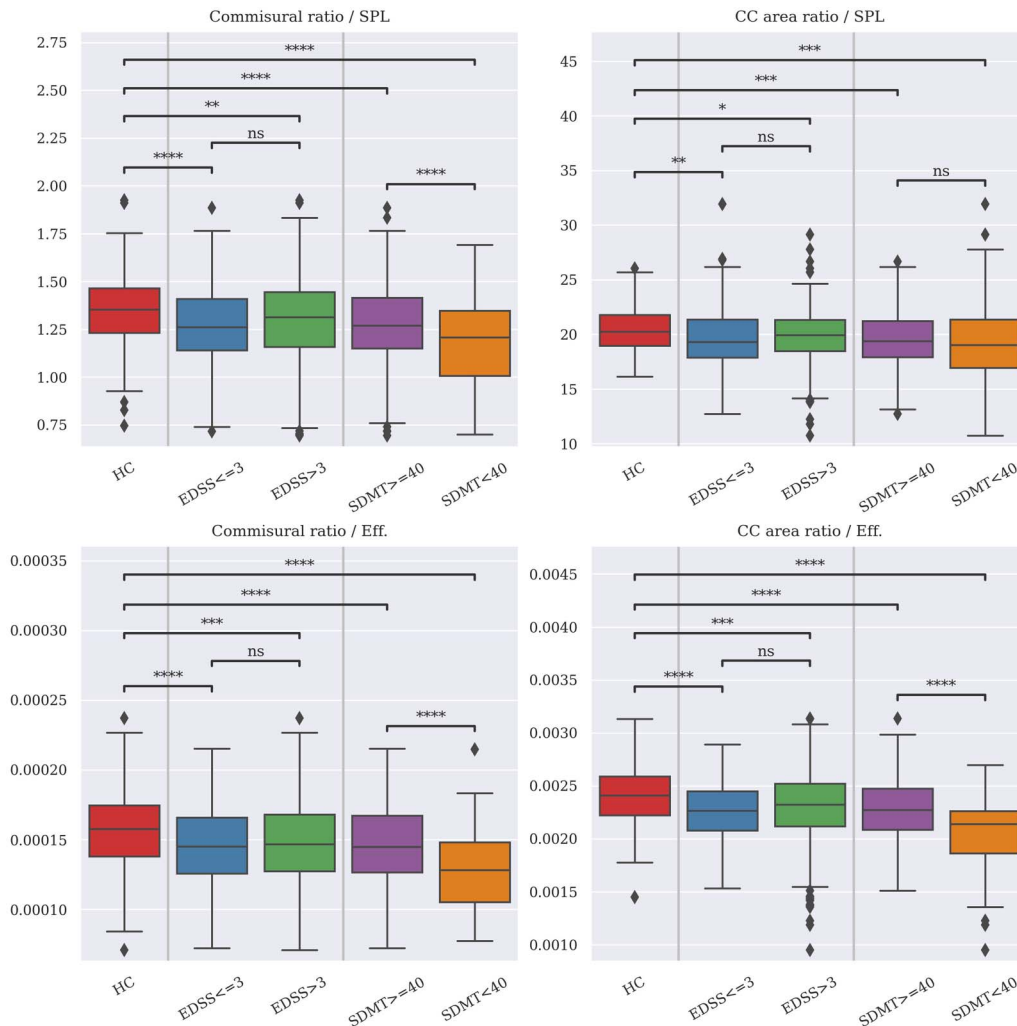 Commisural ratio / SPL
2.75
2.50
2.25
2.00
1.75
1.50
1.25
1.00
0.75
****
****
**
ns
****
****
HC
EDSS<=3
EDSS>3
SDMT>=40
SDMT<40
CC area ratio / SPL
45
40
35
30
25
20
15
10
***
***
*
ns
**
ns
HC
EDSS<=3
EDSS>3
SDMT>=40
SDMT<40
Commisural ratio / Eff.
0.00035
0.00030
0.00025
0.00020
0.00015
0.00010
****
****
***
ns
****
****
HC
EDSS<=3
EDSS>3
SDMT>=40
SDMT<40
CC area ratio / Eff.
0.0045
0.0040
0.0035
0.0030
0.0025
0.0020
0.0015
0.0010
****
****
***
ns
****
****
HC
EDSS<=3
EDSS>3
SDMT>=40
SDMT<40